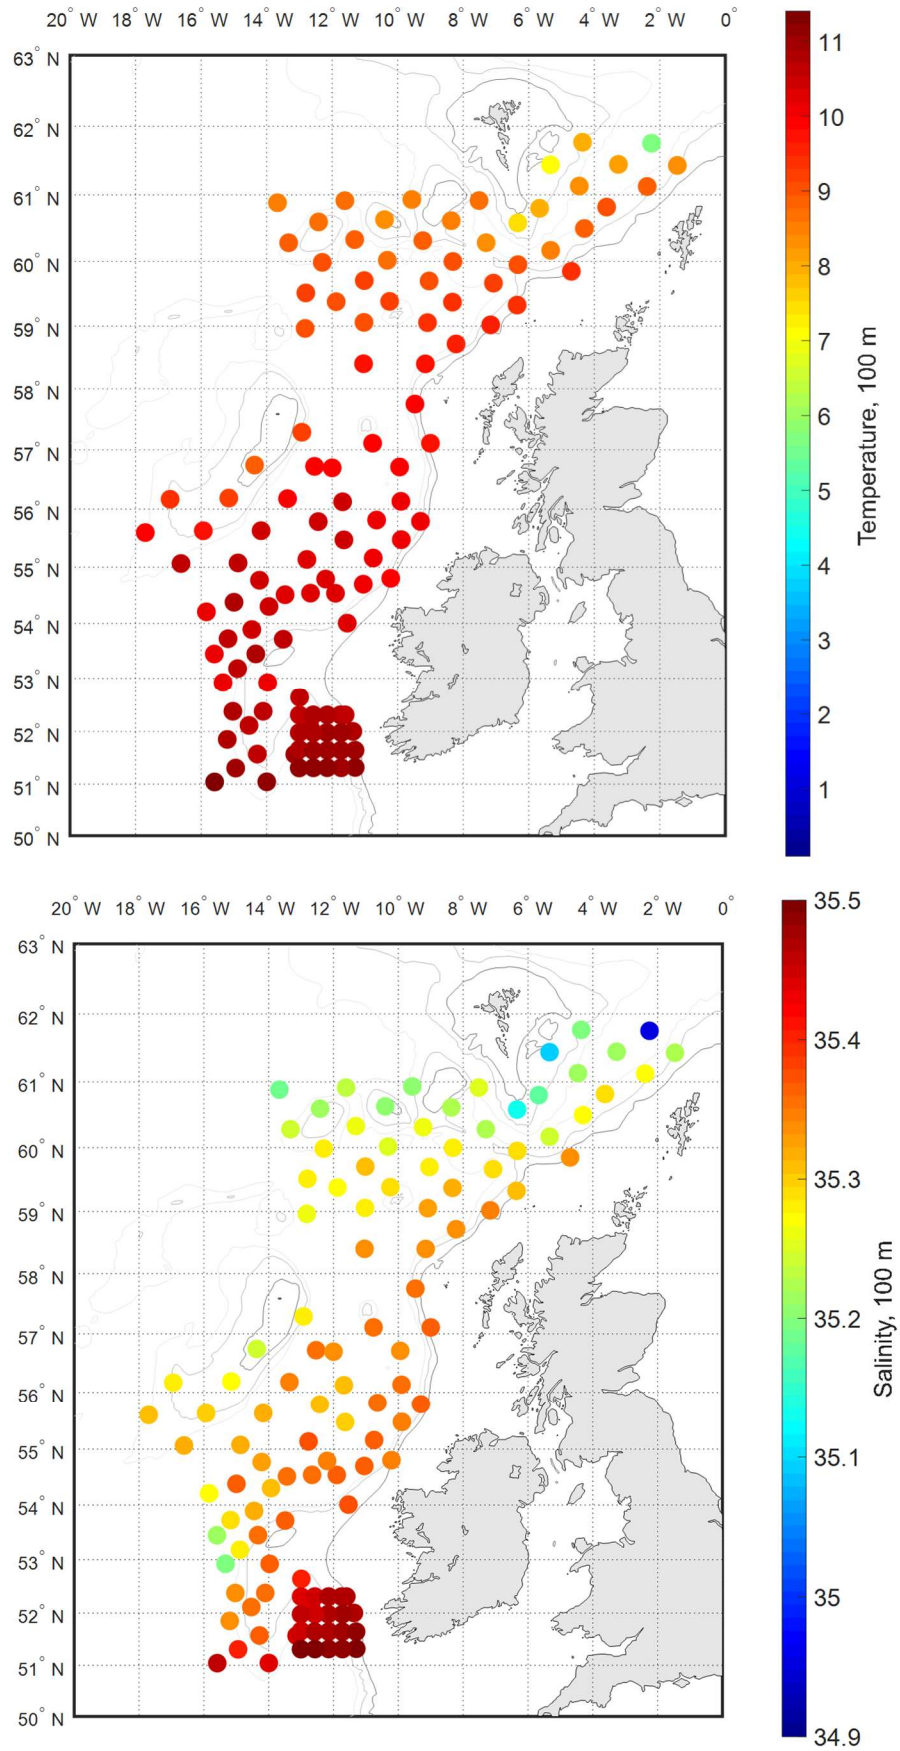 20° W 18° W 16° W 14° W 12° W 10° W 8° W 6° W 4° W 2° W 0°
63° N
62° N
61° N
60° N
59° N
58° N
57° N
56° N
55° N
54° N
53° N
52° N
51° N
50° N
11
10
9
8
7
6
5
4
3
2
1
Temperature, 100 m
20° W 18° W 16° W 14° W 12° W 10° W 8° W 6° W 4° W 2° W 0°
63° N
62° N
61° N
60° N
59° N
58° N
57° N
56° N
55° N
54° N
53° N
52° N
51° N
50° N
35.5
35.4
35.3
35.2
35.1
35
34.9
Salinity, 100 m